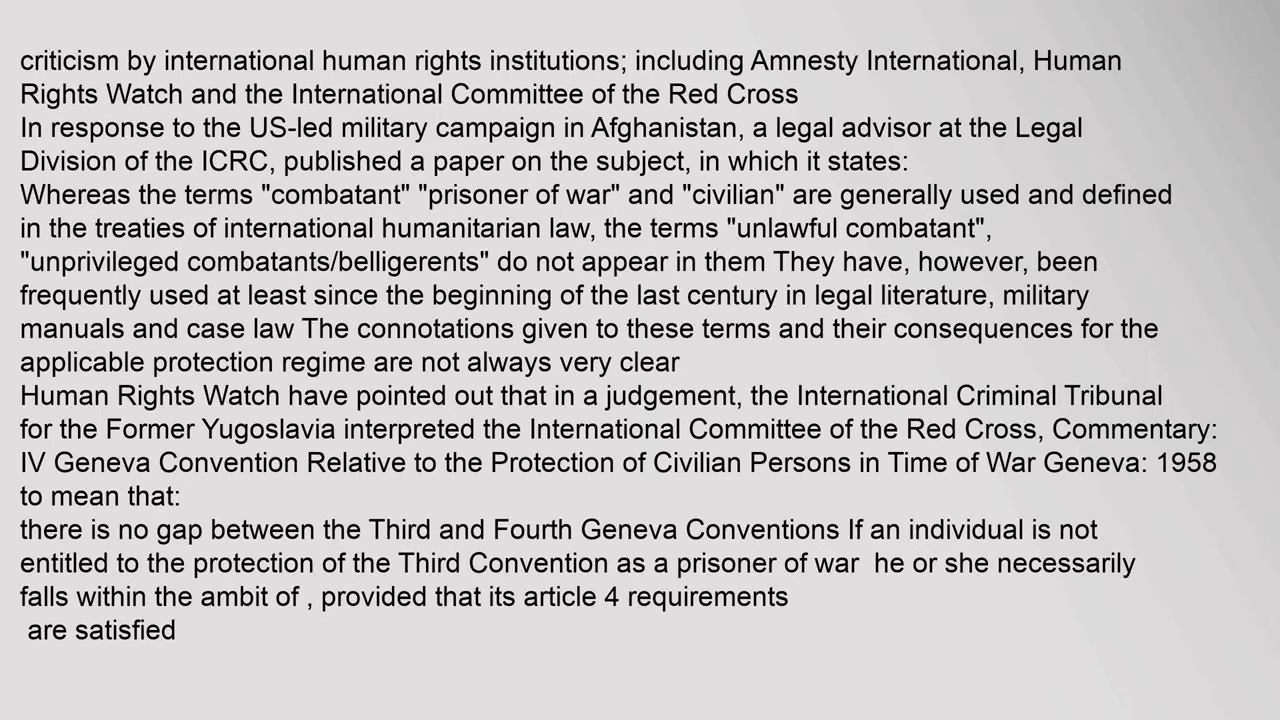 criticism by international human rights institutions; including Amnesty International, Human
Rights Watch and the International Committee of the Red Cross
In response to the US-led military campaign in Afghanistan, a legal advisor at the Legal
Division of the ICRC, published a paper on the subject, in which it states:
Whereas the terms "combatant" "prisoner of war" and "civilian" are generally used and defined
in the treaties of international humanitarian law, the terms "unlawful combatant",
"unprivileged combatants/belligerents" do not appear in them They have, however, been
frequently used at least since the beginning of the last century in legal literature, military
manuals and case law The connotations given to these terms and their consequences for the
applicable protection regime are not always very clear
Human Rights Watch have pointed out that in a judgement, the International Criminal Tribunal
for the Former Yugoslavia interpreted the International Committee of the Red Cross, Commentary:
IV Geneva Convention Relative to the Protection of Civilian Persons in Time of War Geneva: 1958
to mean that:
there is no gap between the Third and Fourth Geneva Conventions If an individual is not
entitled to the protection of the Third Convention as a prisoner of war  he or she necessarily
falls within the ambit of , provided that its article 4 requirements
are satisfied